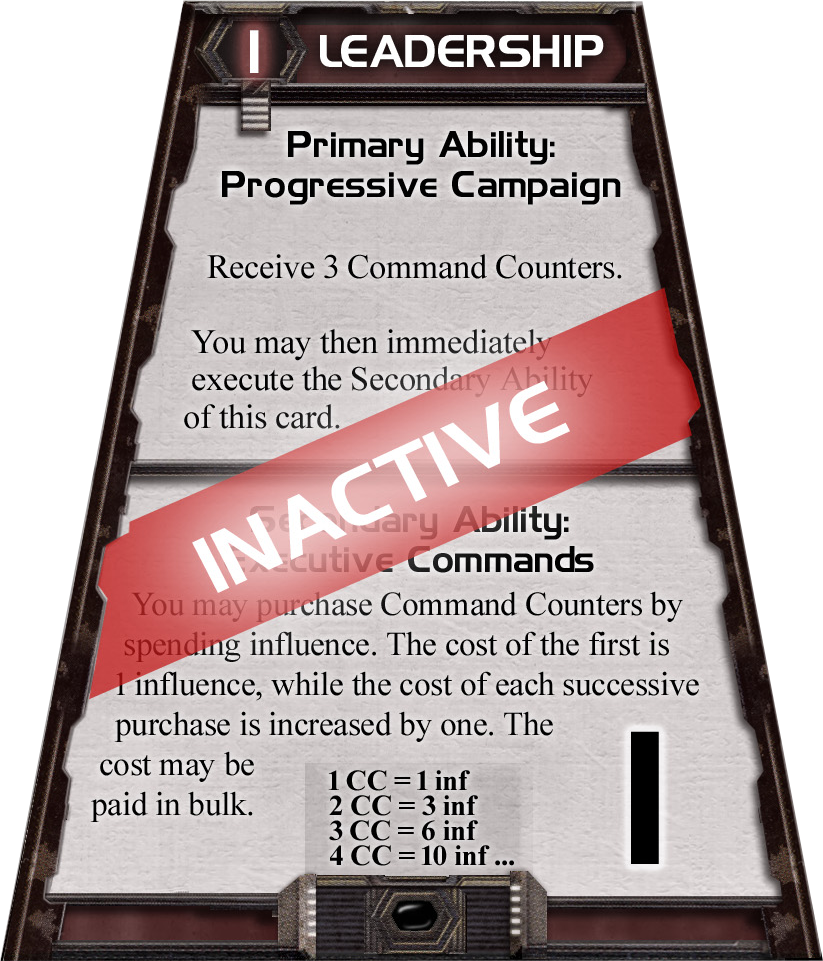 1 LEADERSHIP
Primary Ability:
Progressive Campaign
Receive 3 Command Counters.
You may then immediately
execute the Secondary Ability
of this card.
INACTIVE
Secondary Ability:
Executive Commands
You may purchase Command Counters by
spending influence. The cost of the first is
1 influence, while the cost of each successive
purchase is increased by one. The
cost may be
paid in bulk.
1 CC = 1 inf
2 CC = 3 inf
3 CC = 6 inf
4 CC = 10 inf ...
1